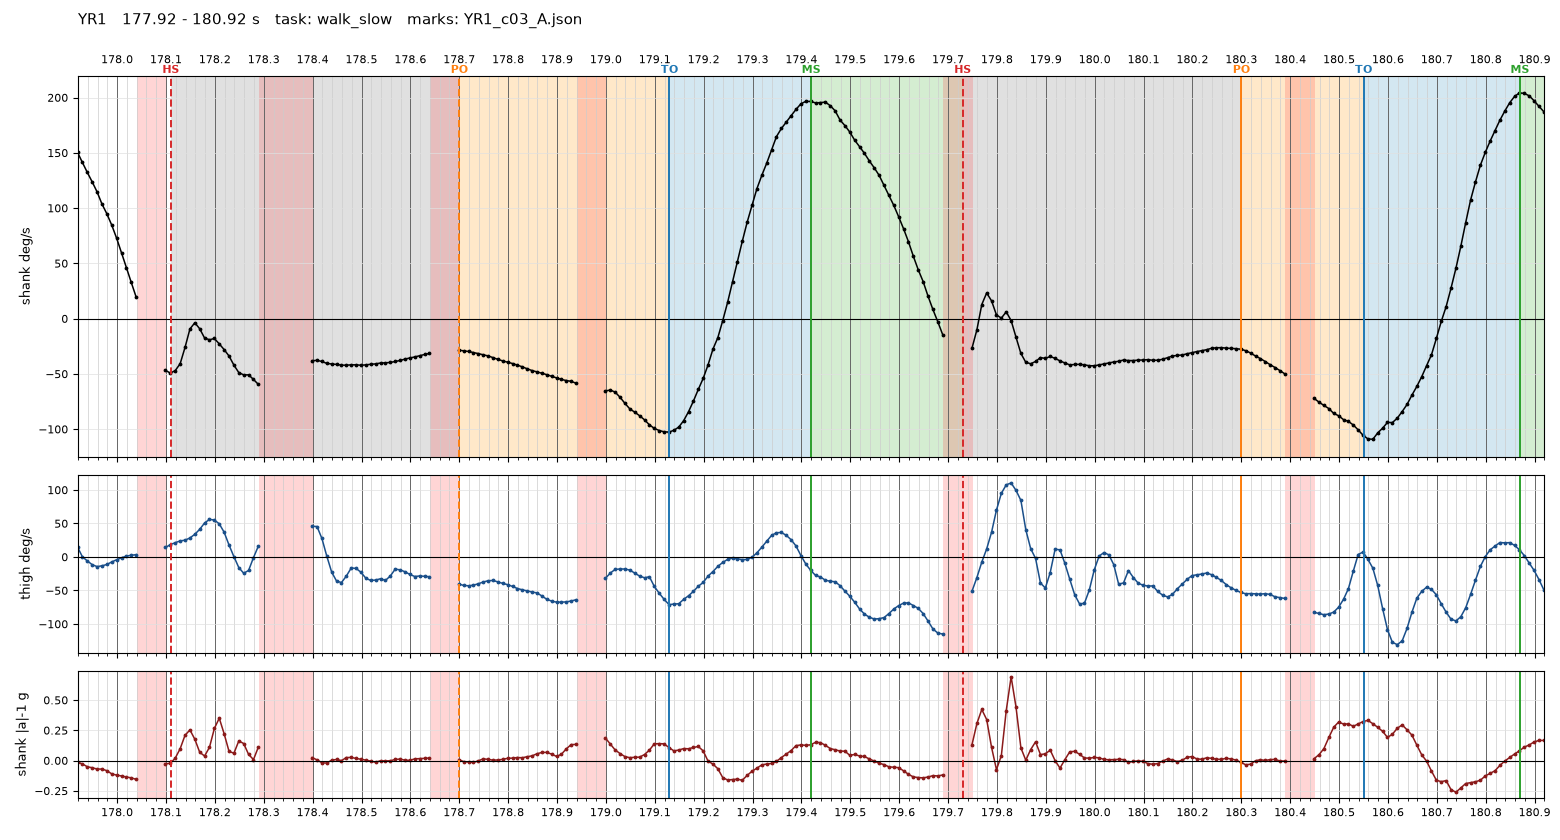 YR1 177.92 - 180.92 s task: walk_slow marks: YR1_c03_A.json
178.0 178.1 178.2 178.3 178.4 178.5 178.6 178.7 178.8 178.9 179.0 179.1 179.2 179.3 179.4 179.5 179.6 179.7 179.8 179.9 180.0 180.1 180.2 180.3 180.4 180.5 180.6 180.7 180.8 180.9
HS PO TO MS HS PO TO MS
shank deg/s
200
150
100
50
0
−50
−100
thigh deg/s
100
50
0
−50
−100
shank |a|-1 g
0.50
0.25
0.00
−0.25
178.0 178.1 178.2 178.3 178.4 178.5 178.6 178.7 178.8 178.9 179.0 179.1 179.2 179.3 179.4 179.5 179.6 179.7 179.8 179.9 180.0 180.1 180.2 180.3 180.4 180.5 180.6 180.7 180.8 180.9